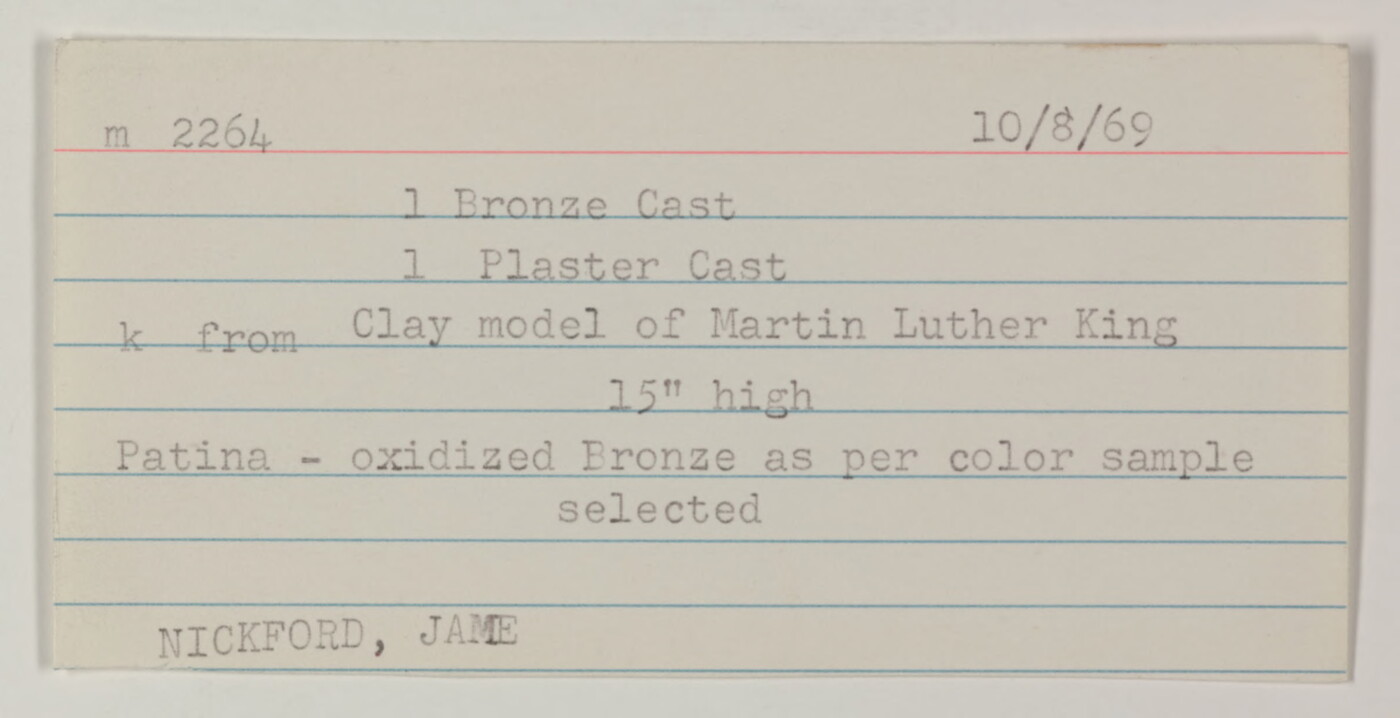 m 2264 10/8/69
1 Bronze Cast
1 Plaster Cast
k from Clay model of Martin Luther King
15" high
Patina - oxidized Bronze as per color sample
selected
NICKFORD, JAME